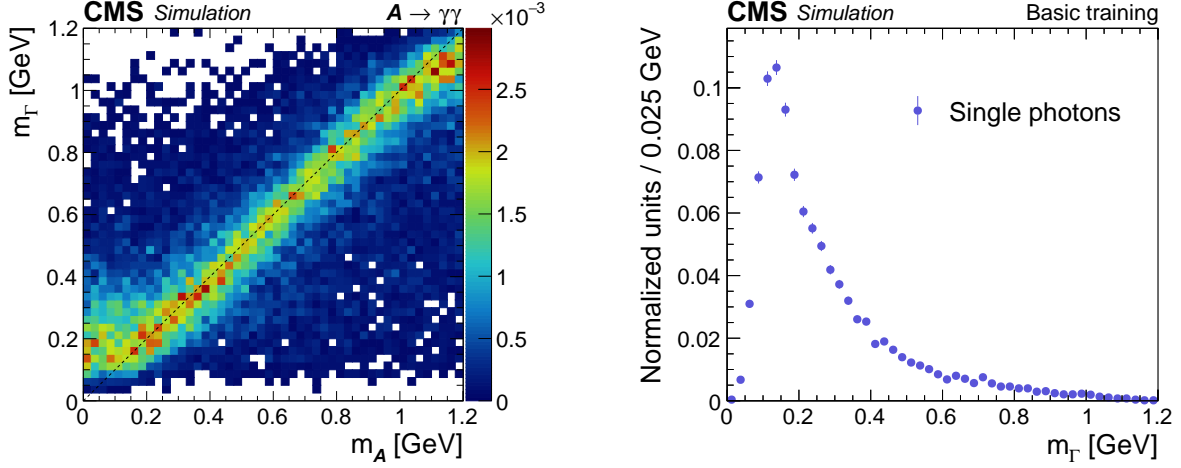 CMS Simulation A → γγ ×10⁻³
m_Γ [GeV]
1.2
1
0.8
0.6
0.4
0.2
0
0 0.2 0.4 0.6 0.8 1 1.2
m_A [GeV]
2.5
2
1.5
1
0.5
0
CMS Simulation Basic training
Normalized units / 0.025 GeV
0.1
0.08
0.06
0.04
0.02
0
Single photons
0 0.2 0.4 0.6 0.8 1 1.2
m_Γ [GeV]